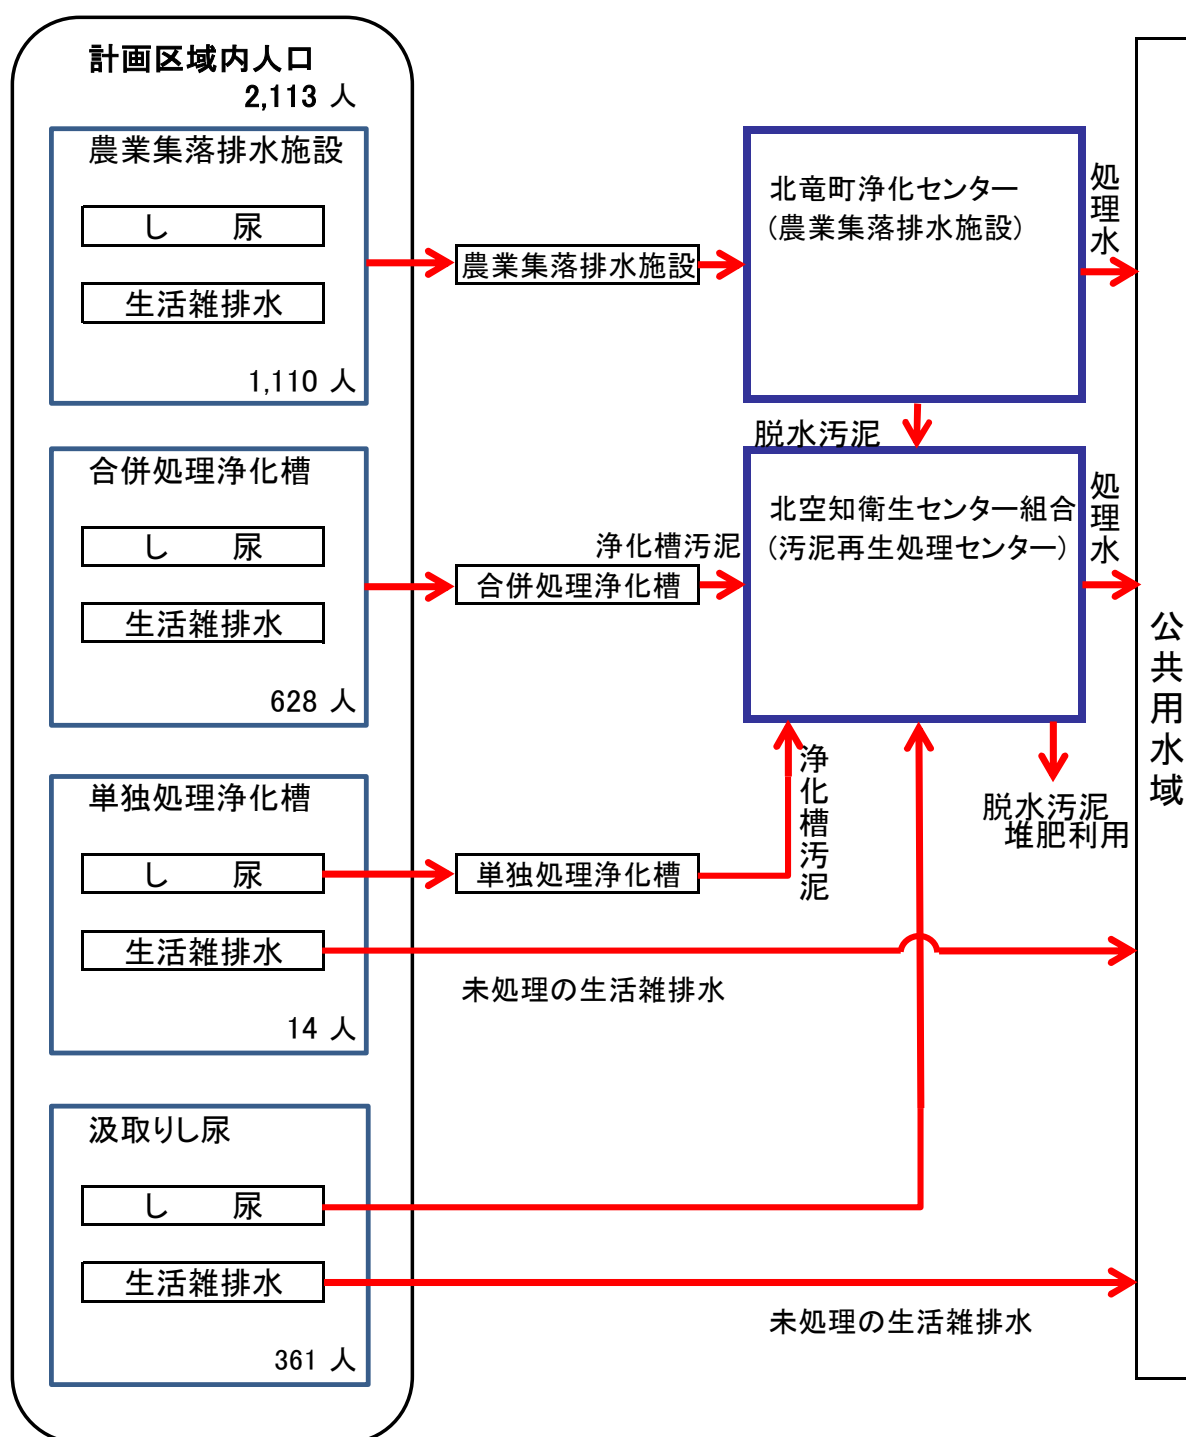 計画区域内人口
2,113 人
農業集落排水施設
し 尿
生活雑排水
1,110 人
農業集落排水施設
北竜町浄化センター
(農業集落排水施設)
処理水
脱水汚泥
合併処理浄化槽
し 尿
生活雑排水
628 人
浄化槽汚泥
合併処理浄化槽
北空知衛生センター組合
(汚泥再生処理センター)
処理水
公共用水域
脱水汚泥
堆肥利用
単独処理浄化槽
し 尿
生活雑排水
14 人
単独処理浄化槽
浄化槽汚泥
未処理の生活雑排水
汲取りし尿
し 尿
生活雑排水
361 人
未処理の生活雑排水